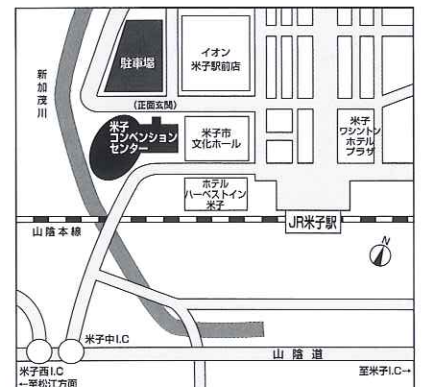 駐車場
イオン
米子駅前店
新加茂川
(正面玄関)
米子
コンベンション
センター
米子市
文化ホール
米子
ワシントン
ホテル
プラザ
ホテル
ハーベストイン
米子
山陰本線
JR米子駅
N
米子中I.C
山陰道
米子西I.C
←至松江方面
至米子I.C→